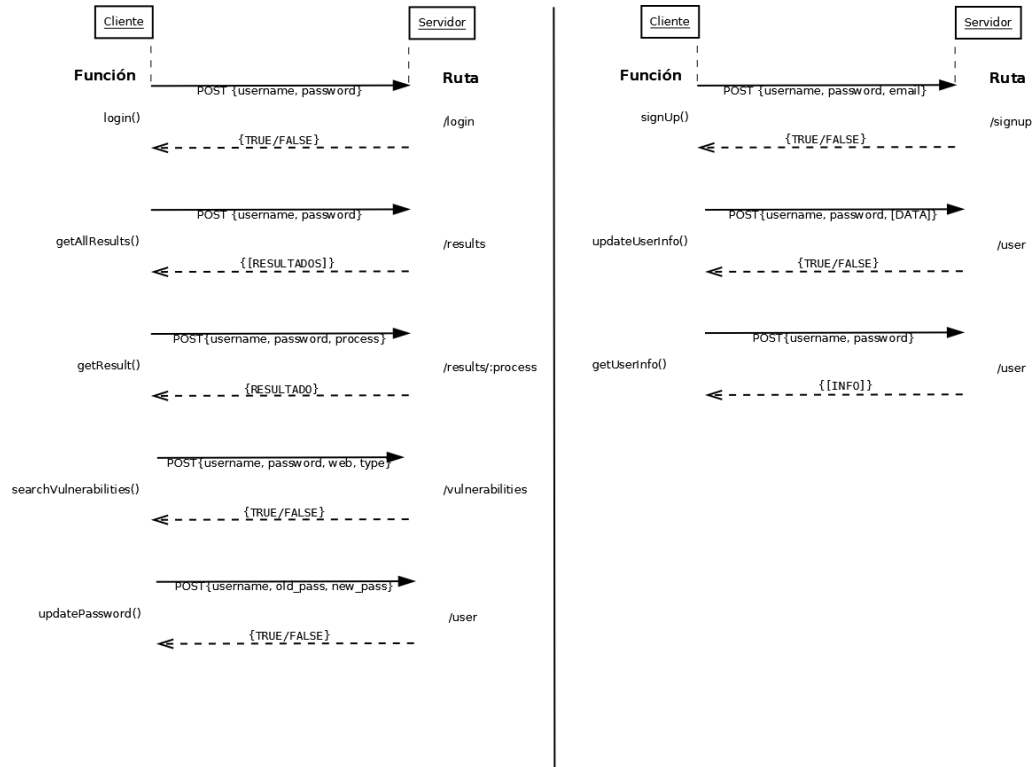 Cliente
Servidor
Función
Ruta
POST {username, password}
login()
/login
{TRUE/FALSE}
POST {username, password}
getAllResults()
/results
{[RESULTADOS]}
POST{username, password, process}
getResult()
/results/:process
{RESULTADO}
POST{username, password, web, type}
searchVulnerabilities()
/vulnerabilities
{TRUE/FALSE}
POST{username, old_pass, new_pass}
updatePassword()
/user
{TRUE/FALSE}
Cliente
Servidor
Función
Ruta
POST {username, password, email}
signUp()
/signup
{TRUE/FALSE}
POST{username, password, [DATA]}
updateUserInfo()
/user
{TRUE/FALSE}
POST{username, password}
getUserInfo()
/user
{[INFO]}